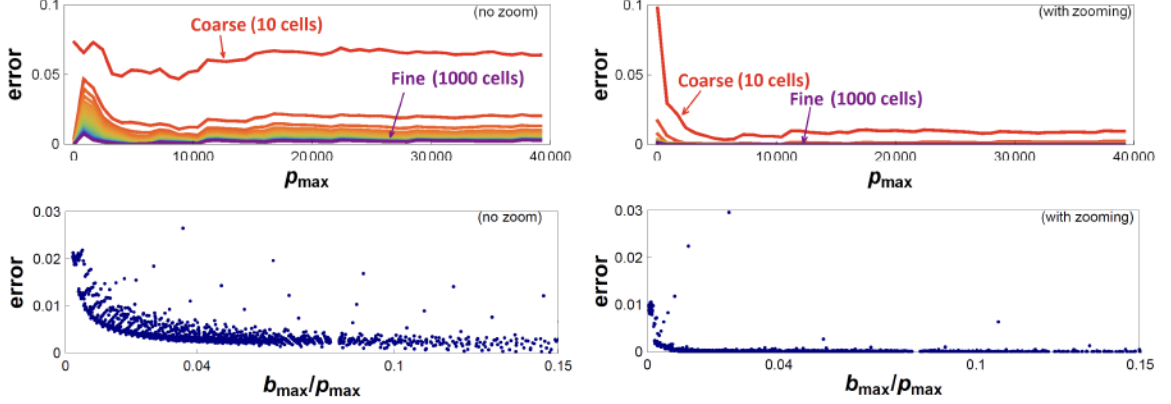 0.1
(no zoom)
Coarse (10 cells)
error
0.05
Fine (1000 cells)
0
0
10 000
20 000
30 000
40 000
pmax
0.1
(with zooming)
error
0.05
Coarse (10 cells)
Fine (1000 cells)
0
0
10 000
20 000
30 000
40 000
pmax
0.03
(no zoom)
0.02
error
0.01
0
0
0.04
0.1
0.15
bmax/pmax
0.03
(with zooming)
0.02
error
0.01
0
0
0.04
0.1
0.15
bmax/pmax